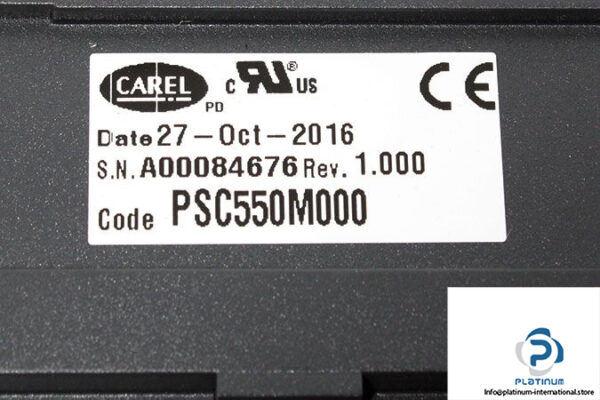 CAREL
PD
c RU ® US
CE
Date 27-Oct-2016
S.N. A00084676 Rev. 1.000
Code PSC550M000
PLATINUM
Info@platinum-international.store